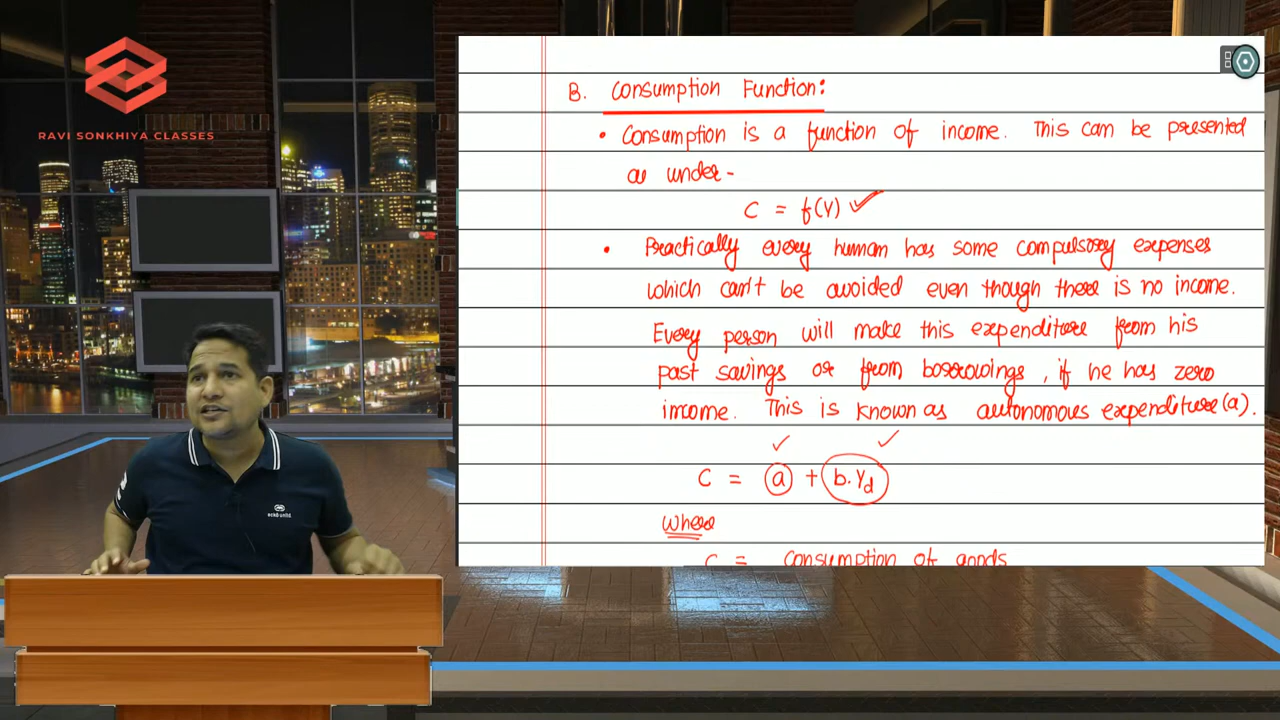 RAVI SONKHIYA CLASSES
B. Consumption Function:
• Consumption is a function of income. This can be presented
as under-
C = f(Y)
• Practically every human has some compulsory expenses
which can't be avoided even though there is no income.
Every person will make this expenditure from his
past savings or from borrowings, if he has zero
income. This is known as autonomous expenditure (a).
C = a + b.Yd
Where
C = Consumption of goods